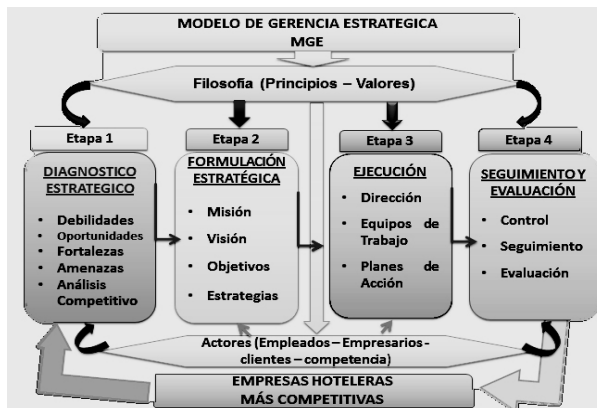 MODELO DE GERENCIA ESTRATEGICA
MGE
Filosofía (Principios – Valores)
Etapa 1
DIAGNOSTICO
ESTRATEGICO
• Debilidades
• Oportunidades
• Fortalezas
• Amenazas
• Análisis
Competitivo
Etapa 2
FORMULACIÓN
ESTRATÉGICA
• Misión
• Visión
• Objetivos
• Estrategias
Etapa 3
EJECUCIÓN
• Dirección
• Equipos de
Trabajo
• Planes de
Acción
Etapa 4
SEGUIMIENTO Y
EVALUACIÓN
• Control
• Seguimiento
• Evaluación
Actores (Empleados – Empresarios-
clientes – competencia)
EMPRESAS HOTELERAS
MÁS COMPETITIVAS